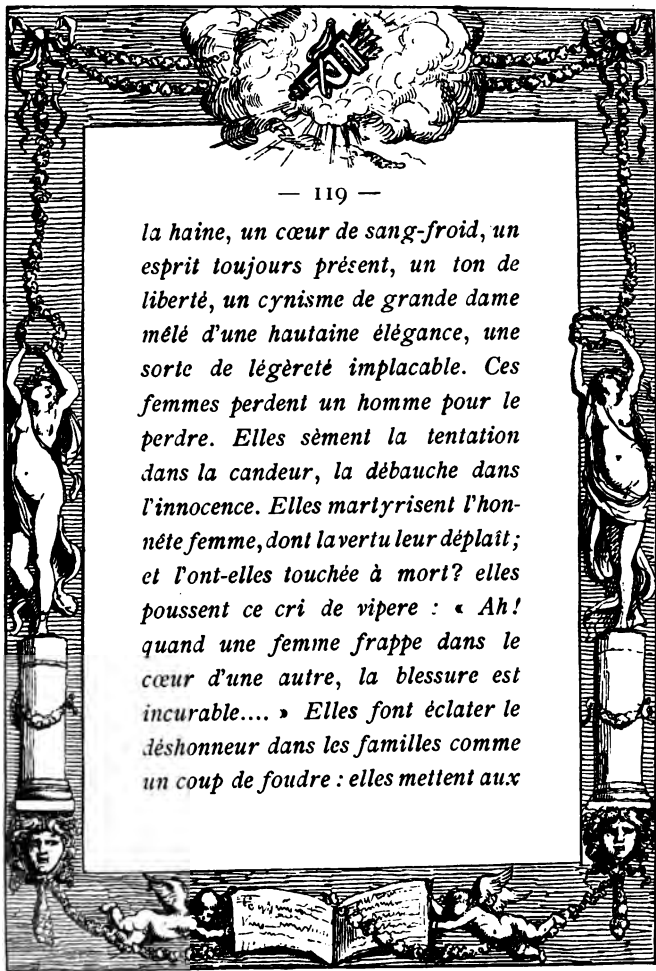 — 119 —
la haine, un cœur de sang-froid, un
esprit toujours présent, un ton de
liberté, un cynisme de grande dame
mêlé d'une hautaine élégance, une
sorte de légèreté implacable. Ces
femmes perdent un homme pour le
perdre. Elles sèment la tentation
dans la candeur, la débauche dans
l'innocence. Elles martyrisent l'hon-
nête femme, dont la vertu leur déplaît;
et l'ont-elles touchée à mort? elles
poussent ce cri de vipere : « Ah!
quand une femme frappe dans le
cœur d'une autre, la blessure est
incurable.... » Elles font éclater le
déshonneur dans les familles comme
un coup de foudre : elles mettent aux